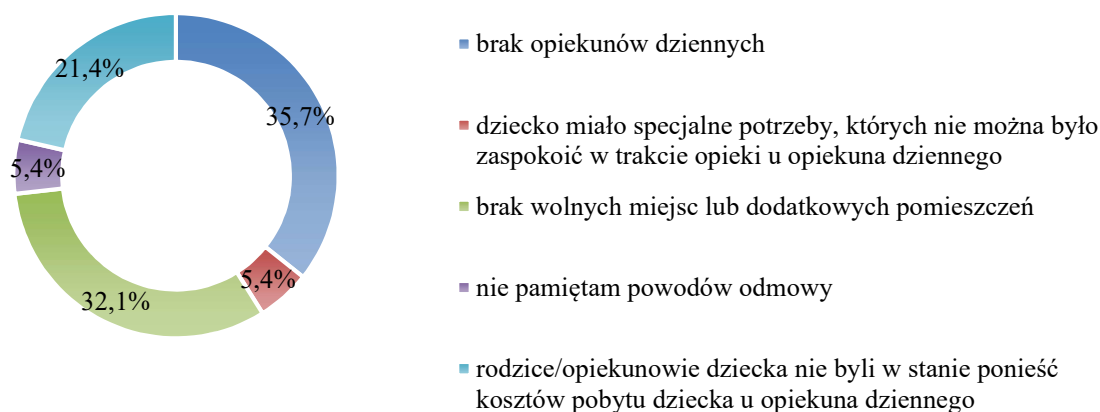 21,4%
35,7%
5,4%
5,4%
32,1%
brak opiekunów dziennych
dziecko miało specjalne potrzeby, których nie można było
zaspokoić w trakcie opieki u opiekuna dziennego
brak wolnych miejsc lub dodatkowych pomieszczeń
nie pamiętam powodów odmowy
rodzice/opiekunowie dziecka nie byli w stanie ponieść
kosztów pobytu dziecka u opiekuna dziennego